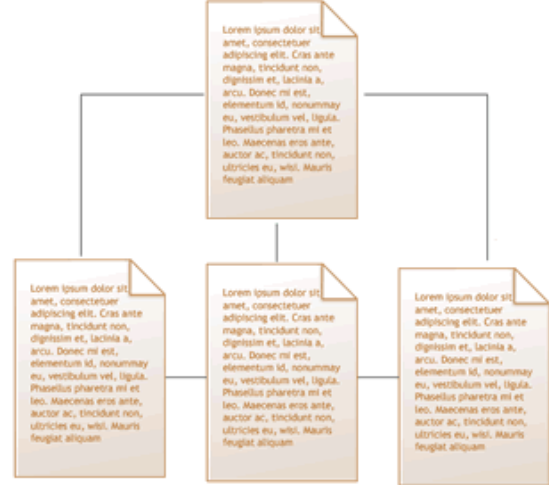 Lorem ipsum dolor sit
amet, consectetuer
adipiscing elit. Cras ante
magna, tincidunt non,
dignissim et, lacinia a,
arcu. Donec mi est,
elementum id, nonummay
eu, vestibulum vel, ligula.
Phasellus pharetra mi et
leo. Maecenas eros ante,
auctor ac, tincidunt non,
ultricies eu, wisi. Mauris
feugiat aliquam
Lorem ipsum dolor sit
amet, consectetuer
adipiscing elit. Cras ante
magna, tincidunt non,
dignissim et, lacinia a,
arcu. Donec mi est,
elementum id, nonummay
eu, vestibulum vel, ligula.
Phasellus pharetra mi et
leo. Maecenas eros ante,
auctor ac, tincidunt non,
ultricies eu, wisi. Mauris
feugiat aliquam
Lorem ipsum dolor sit
amet, consectetuer
adipiscing elit. Cras ante
magna, tincidunt non,
dignissim et, lacinia a,
arcu. Donec mi est,
elementum id, nonummay
eu, vestibulum vel, ligula.
Phasellus pharetra mi et
leo. Maecenas eros ante,
auctor ac, tincidunt non,
ultricies eu, wisi. Mauris
feugiat aliquam
Lorem ipsum dolor sit
amet, consectetuer
adipiscing elit. Cras ante
magna, tincidunt non,
dignissim et, lacinia a,
arcu. Donec mi est,
elementum id, nonummay
eu, vestibulum vel, ligula.
Phasellus pharetra mi et
leo. Maecenas eros ante,
auctor ac, tincidunt non,
ultricies eu, wisi. Mauris
feugiat aliquam